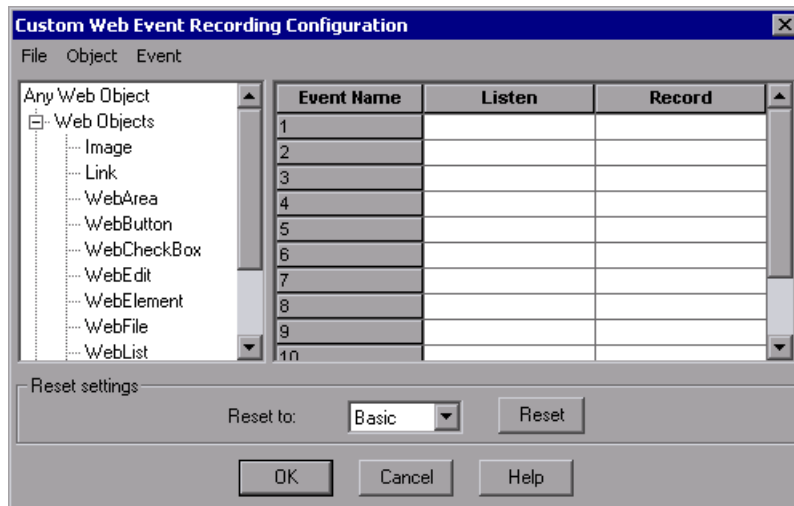 Custom Web Event Recording Configuration
File Object Event
Any Web Object
Web Objects
Image
Link
WebArea
WebButton
WebCheckBox
WebEdit
WebElement
WebFile
WebList
Event Name Listen Record
1
2
3
4
5
6
7
8
9
10
Reset settings
Reset to: Basic Reset
OK Cancel Help